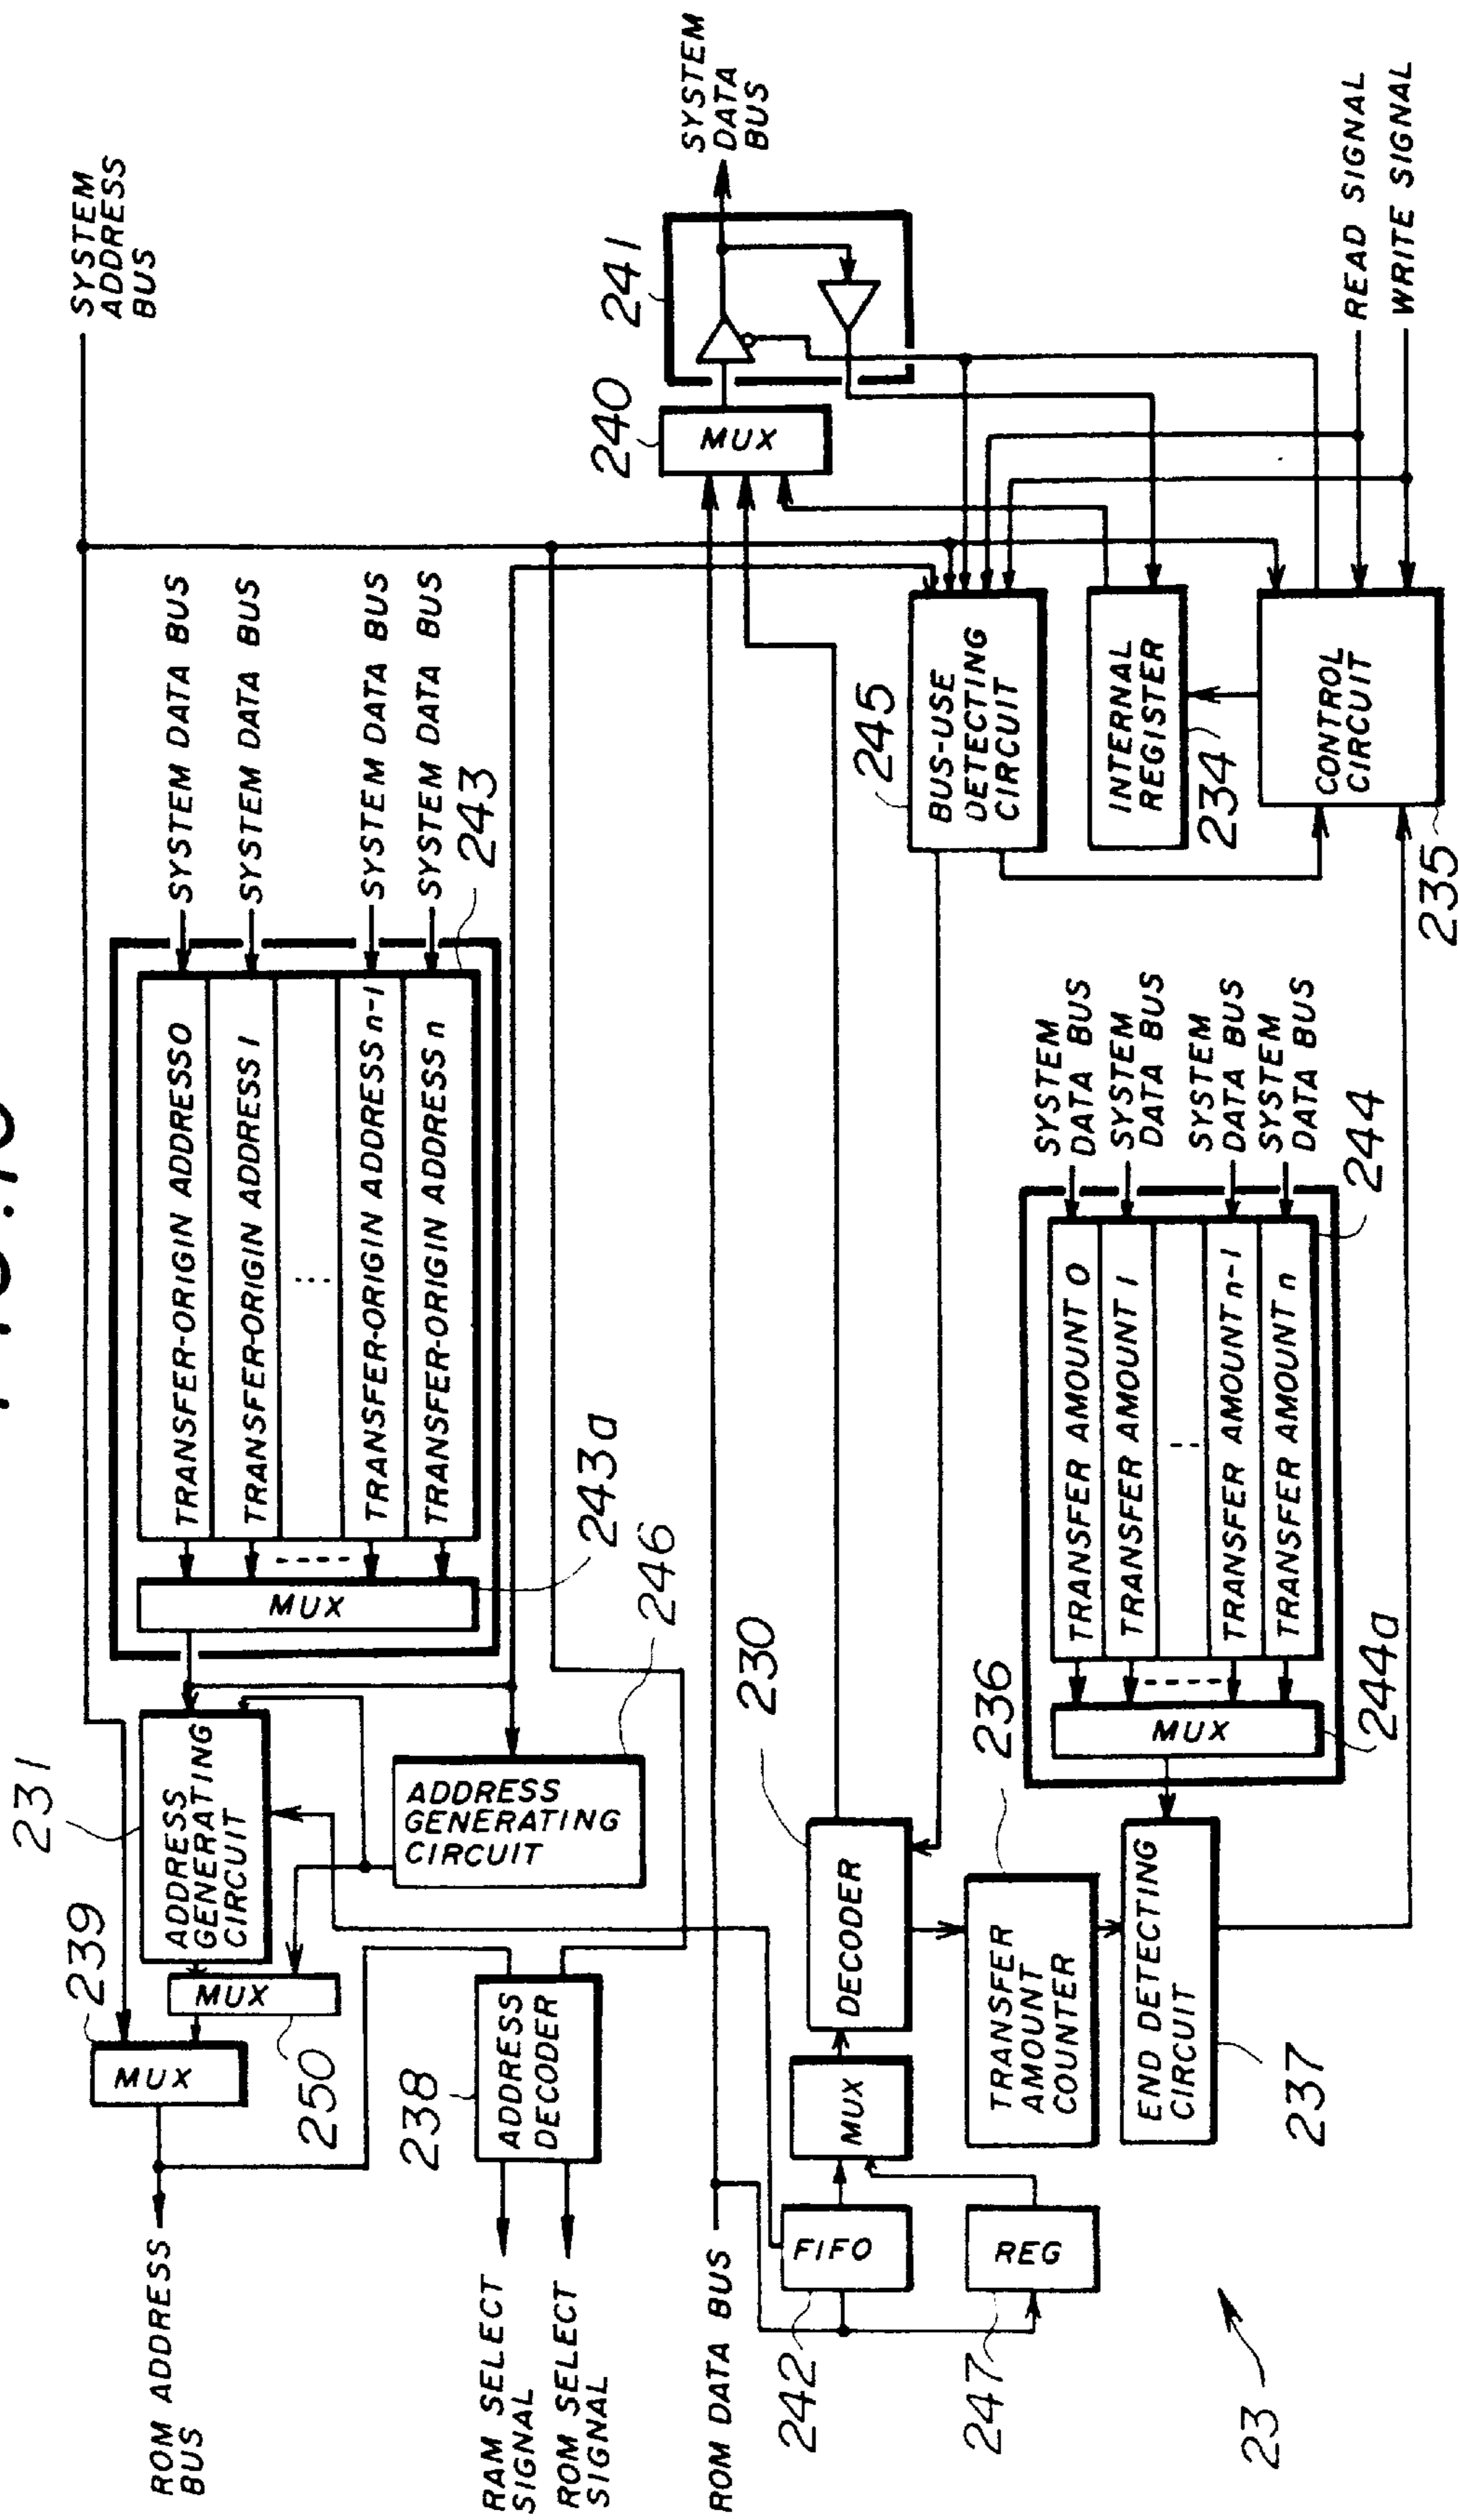 SYSTEM
ADDRESS
BUS
SYSTEM
DATA
BUS
READ SIGNAL
WRITE SIGNAL
241
240
MUX
SYSTEM DATA BUS
SYSTEM DATA BUS
SYSTEM DATA BUS
SYSTEM DATA BUS
243
TRANSFER-ORIGIN ADDRESS0
TRANSFER-ORIGIN ADDRESS 1
TRANSFER-ORIGIN ADDRESS n-1
TRANSFER-ORIGIN ADDRESS n
MUX
243a
245
BUS-USE
DETECTING
CIRCUIT
INTERNAL
REGISTER
234
CONTROL
CIRCUIT
235
SYSTEM
DATA BUS
SYSTEM
DATA BUS
SYSTEM
DATA BUS
SYSTEM
DATA BUS
244
TRANSFER AMOUNT 0
TRANSFER AMOUNT 1
TRANSFER AMOUNT n-1
TRANSFER AMOUNT n
MUX
244a
231
ADDRESS
GENERATING
CIRCUIT
246
ADDRESS
GENERATING
CIRCUIT
239
MUX
MUX
250
238
ADDRESS
DECODER
230
DECODER
236
TRANSFER
AMOUNT
COUNTER
END DETECTING
CIRCUIT
237
MUX
FIFO
242
REG
247
ROM ADDRESS
BUS
RAM SELECT
SIGNAL
ROM SELECT
SIGNAL
ROM DATA BUS
23